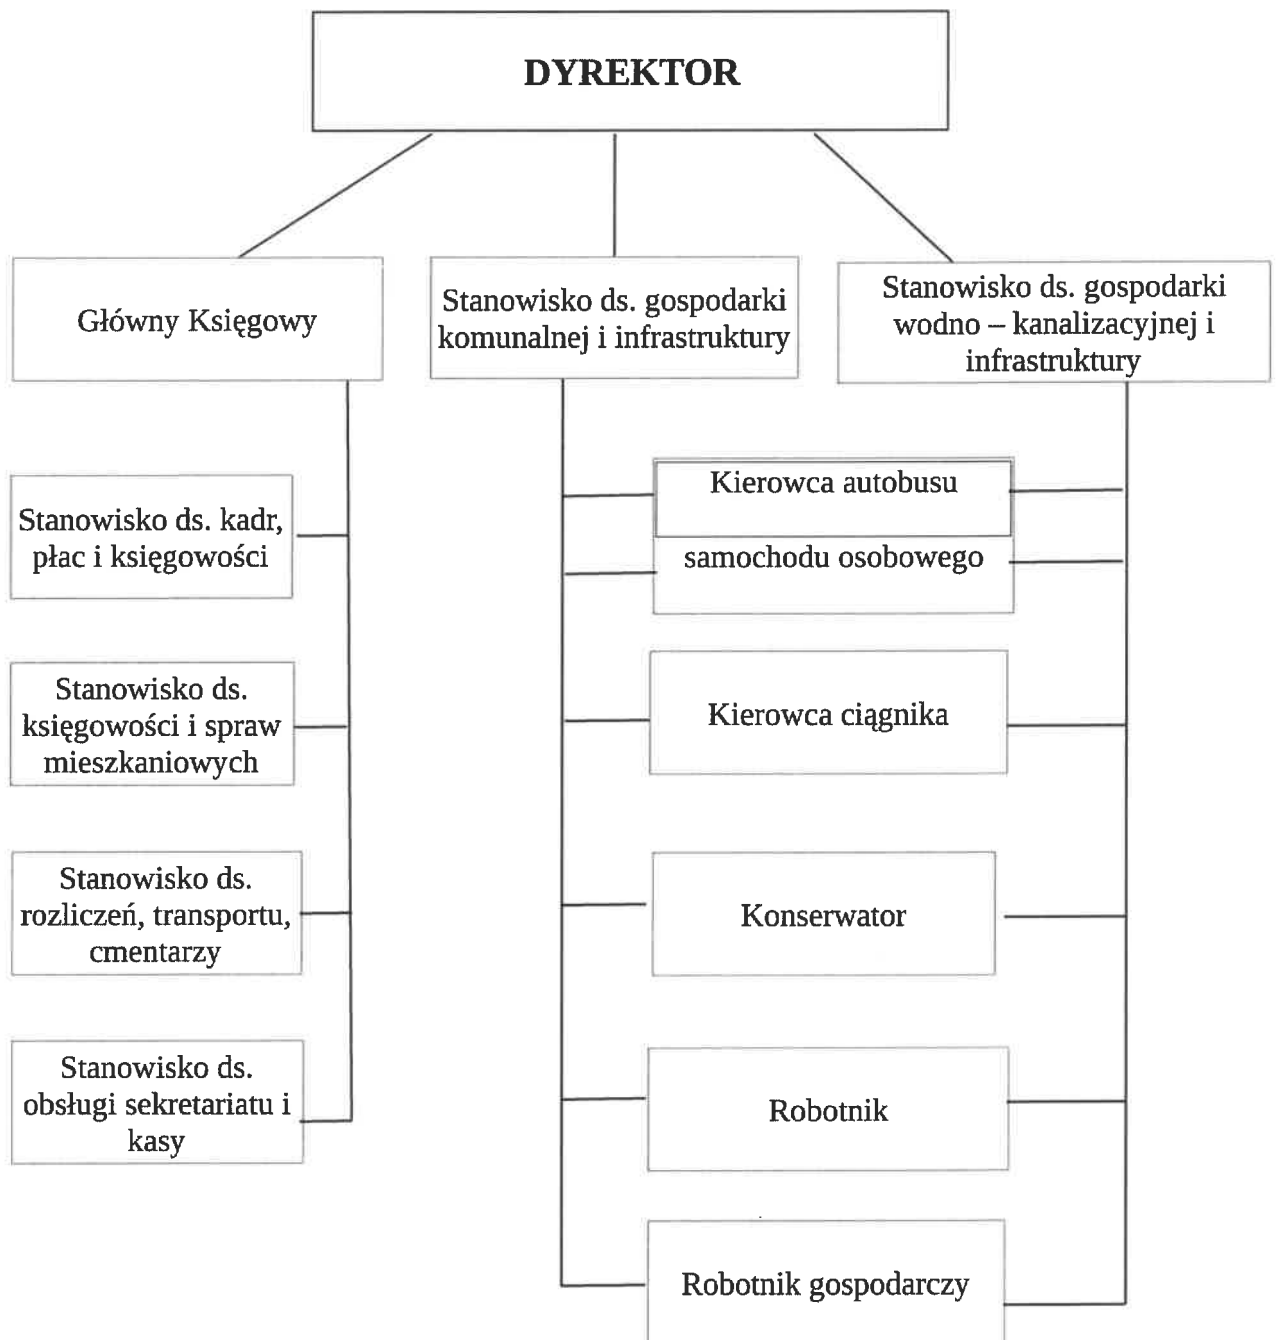 DYREKTOR
Główny Księgowy
Stanowisko ds. gospodarki
komunalnej i infrastruktury
Stanowisko ds. gospodarki
wodno – kanalizacyjnej i
infrastruktury
Stanowisko ds. kadr,
płac i księgowości
Stanowisko ds.
księgowości i spraw
mieszkaniowych
Stanowisko ds.
rozliczeń, transportu,
cmentarzy
Stanowisko ds.
obsługi sekretariatu i
kasy
Kierowca autobusu
samochodu osobowego
Kierowca ciągnika
Konserwator
Robotnik
Robotnik gospodarczy